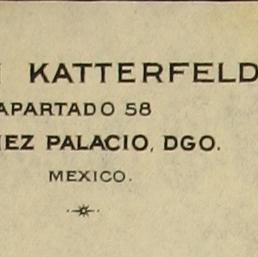 KATTERFELD
APARTADO 58
EZ PALACIO, DGO.
MEXICO.